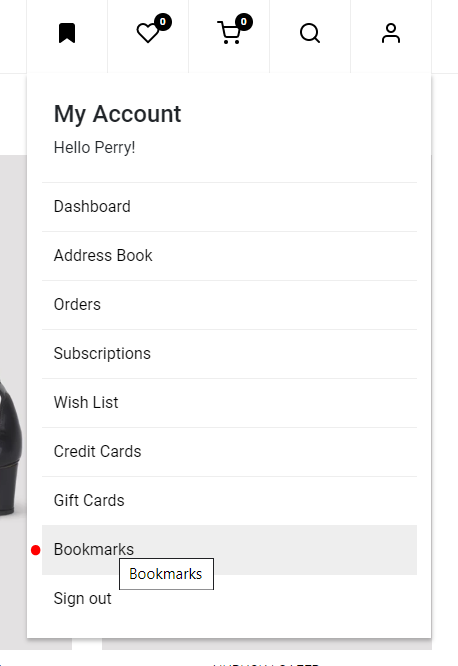 0
0
My Account
Hello Perry!
Dashboard
Address Book
Orders
Subscriptions
Wish List
Credit Cards
Gift Cards
Bookmarks
Bookmarks
Sign out